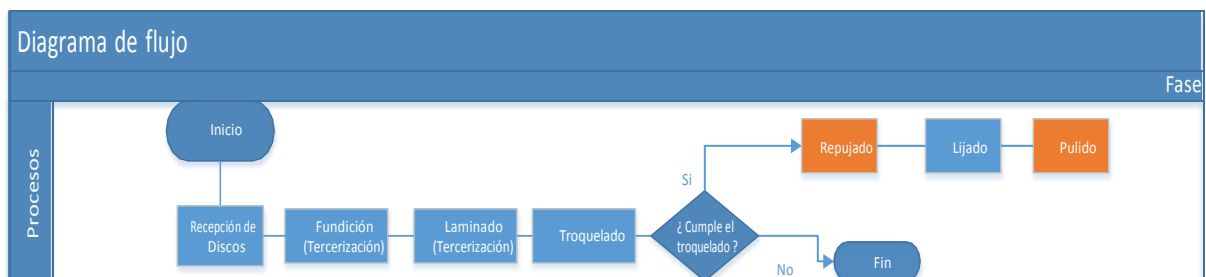 Diagrama de flujo
Fase
Procesos
Inicio
Recepción de
Discos
Fundición
(Tercerización)
Laminado
(Tercerización)
Troquelado
¿ Cumple el
troquelado ?
Si
Repujado
Lijado
Pulido
No
Fin